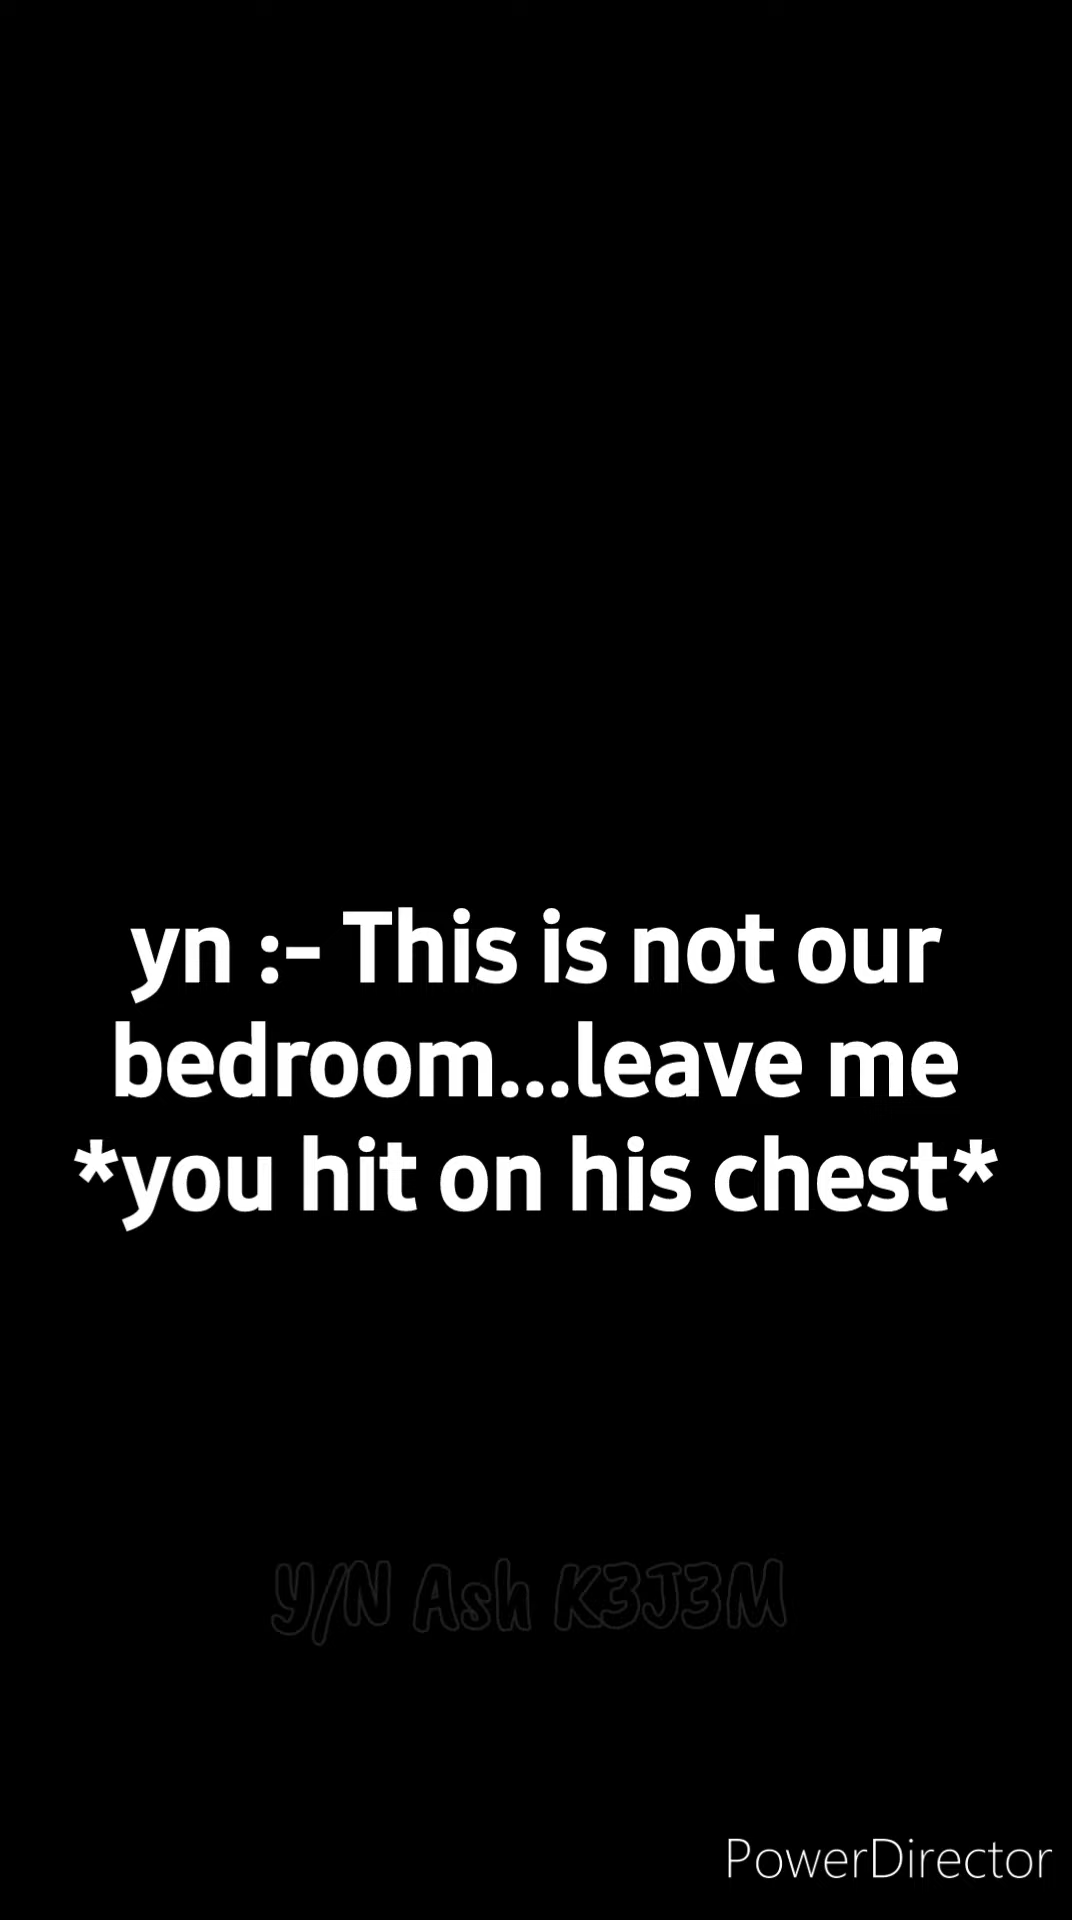 yn :- This is not our
bedroom...leave me
*you hit on his chest*
Y/N Ash K3J3M
PowerDirector